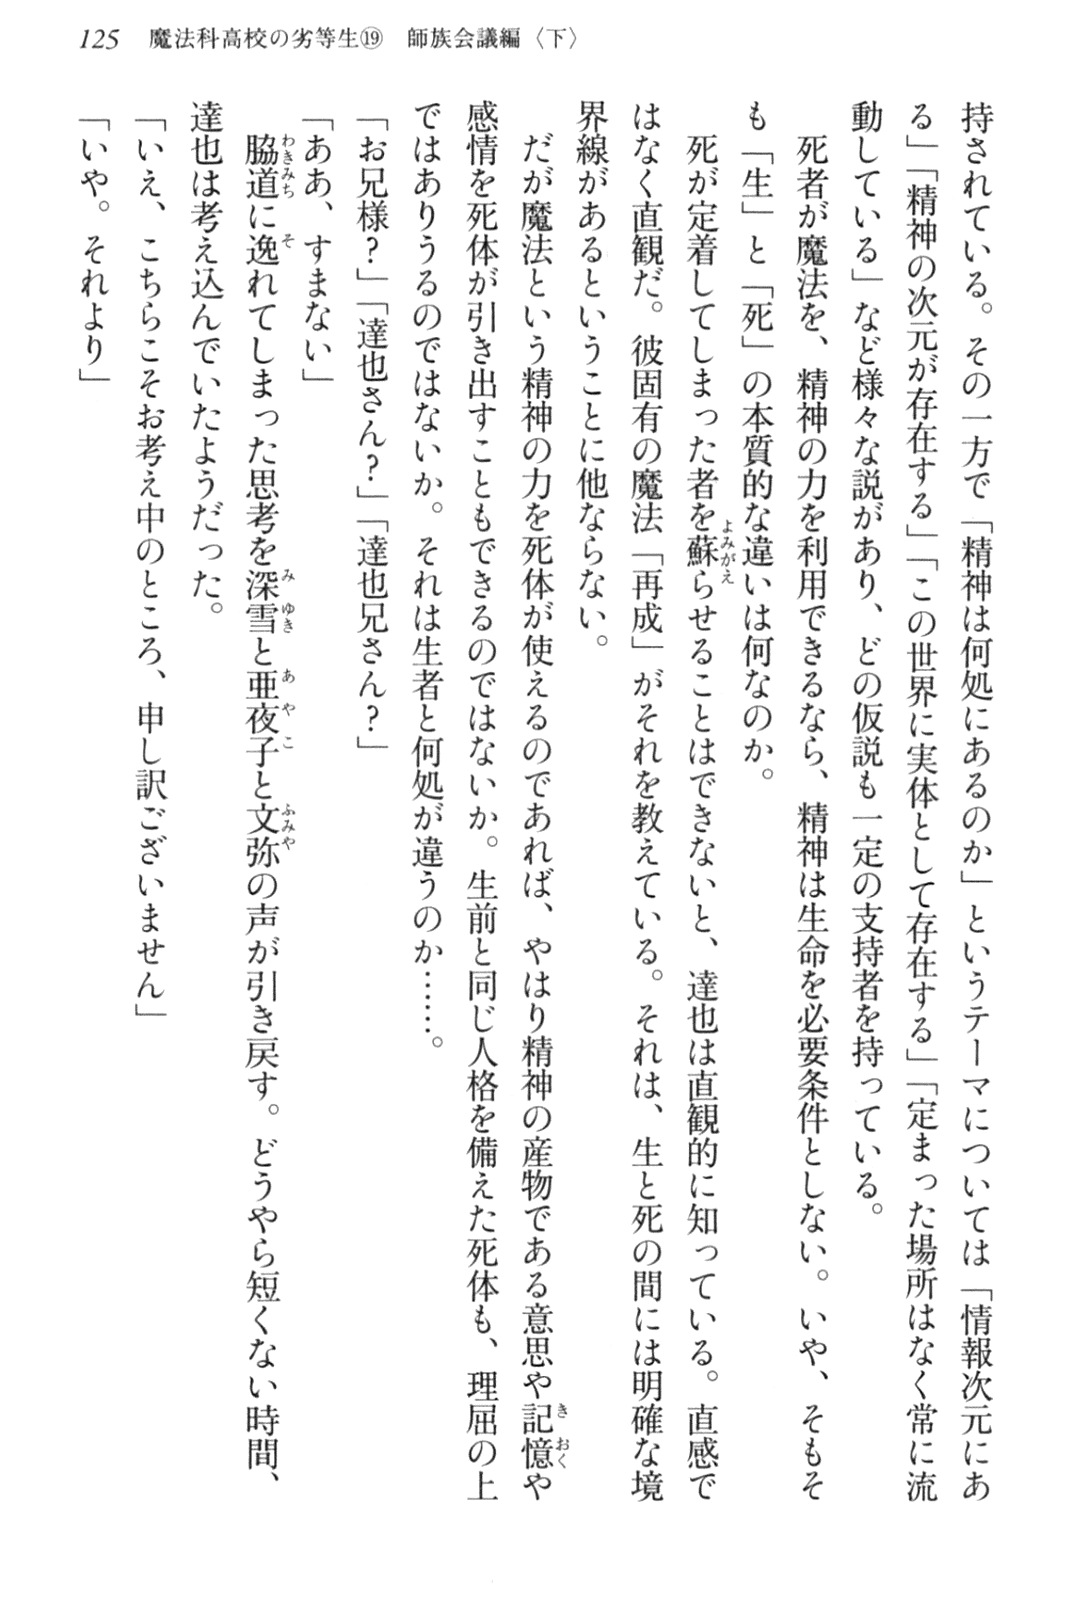 125　魔法科高校の劣等生⑲　師族会議編〈下〉
持されている。その一方で「精神は何処にあるのか」というテーマについては「情報次元にあ
る」「精神の次元が存在する」「この世界に実体として存在する」「定まった場所はなく常に流
動している」など様々な説があり、どの仮説も一定の支持者を持っている。
　死者が魔法を、精神の力を利用できるなら、精神は生命を必要条件としない。いや、そもそ
も「生」と「死」の本質的な違いは何なのか。
　死が定着してしまった者を蘇らせることはできないと、達也は直観的に知っている。直感で
はなく直観だ。彼固有の魔法「再成」がそれを教えている。それは、生と死の間には明確な境
界線があるということに他ならない。
　だが魔法という精神の力を死体が使えるのであれば、やはり精神の産物である意思や記憶や
感情を死体が引き出すこともできるのではないか。生前と同じ人格を備えた死体も、理屈の上
ではありうるのではないか。それは生者と何処が違うのか……。
「お兄様？」「達也さん？」「達也兄さん？」
「ああ、すまない」
　脇道に逸れてしまった思考を深雪と亜夜子と文弥の声が引き戻す。どうやら短くない時間、
達也は考え込んでいたようだった。
「いえ、こちらこそお考え中のところ、申し訳ございません」
「いや。それより」